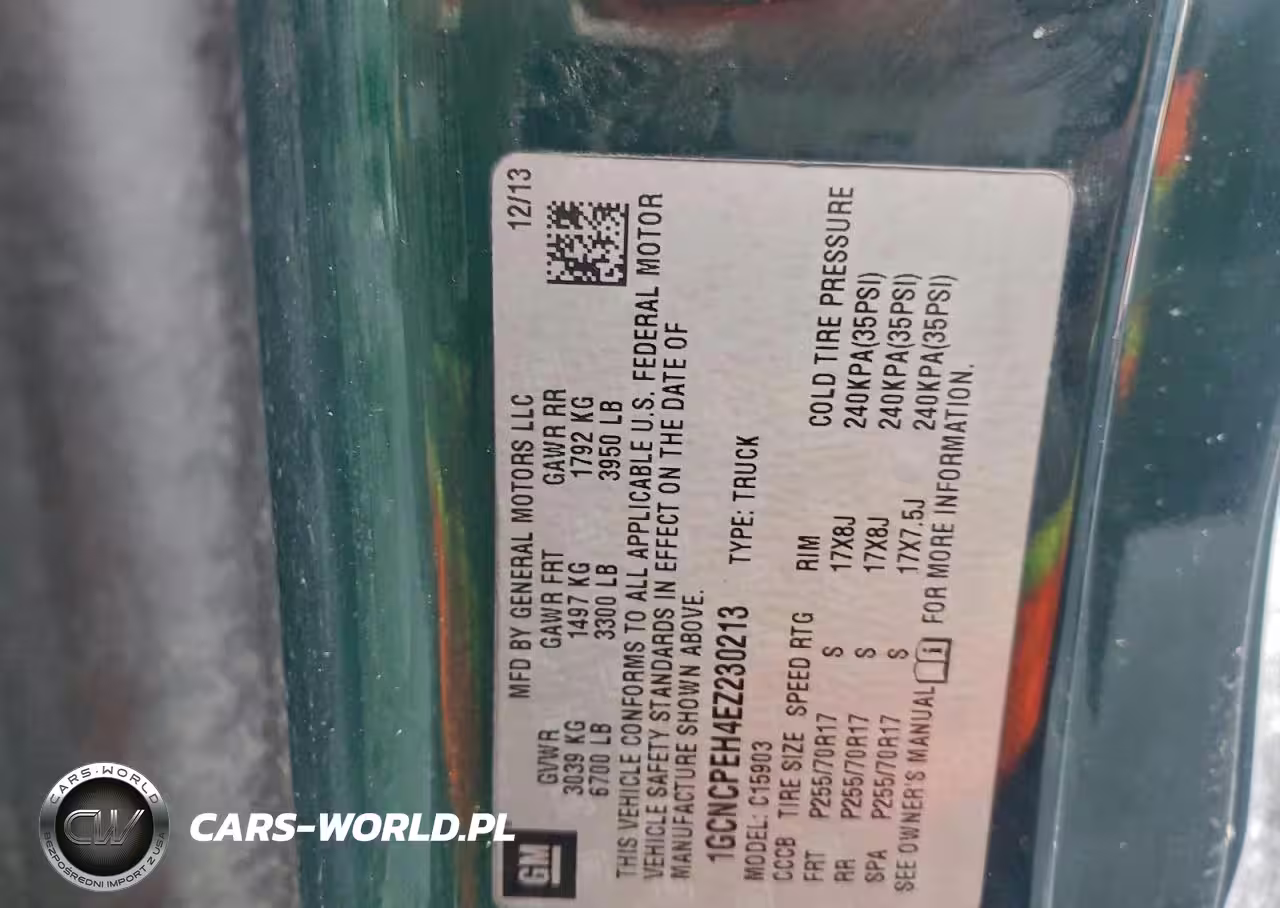 12/13
MFD BY GENERAL MOTORS LLC
GVWR GAWR FRT GAWR RR
3039 KG 1497 KG 1792 KG
6700 LB 3300 LB 3950 LB
GM
THIS VEHICLE CONFORMS TO ALL APPLICABLE U.S. FEDERAL MOTOR
VEHICLE SAFETY STANDARDS IN EFFECT ON THE DATE OF
MANUFACTURE SHOWN ABOVE.
1GCNCPEH4EZ230213 TYPE: TRUCK
MODEL: C15903
CCCB TIRE SIZE SPEED RTG RIM COLD TIRE PRESSURE
FRT P255/70R17 S 17X8J 240KPA(35PSI)
RR P255/70R17 S 17X8J 240KPA(35PSI)
SPA P255/70R17 S 17X7.5J 240KPA(35PSI)
SEE OWNER'S MANUAL FOR MORE INFORMATION.
CARS-WORLD
CW
BEZPOŚREDNI IMPORT Z USA
CARS-WORLD.PL